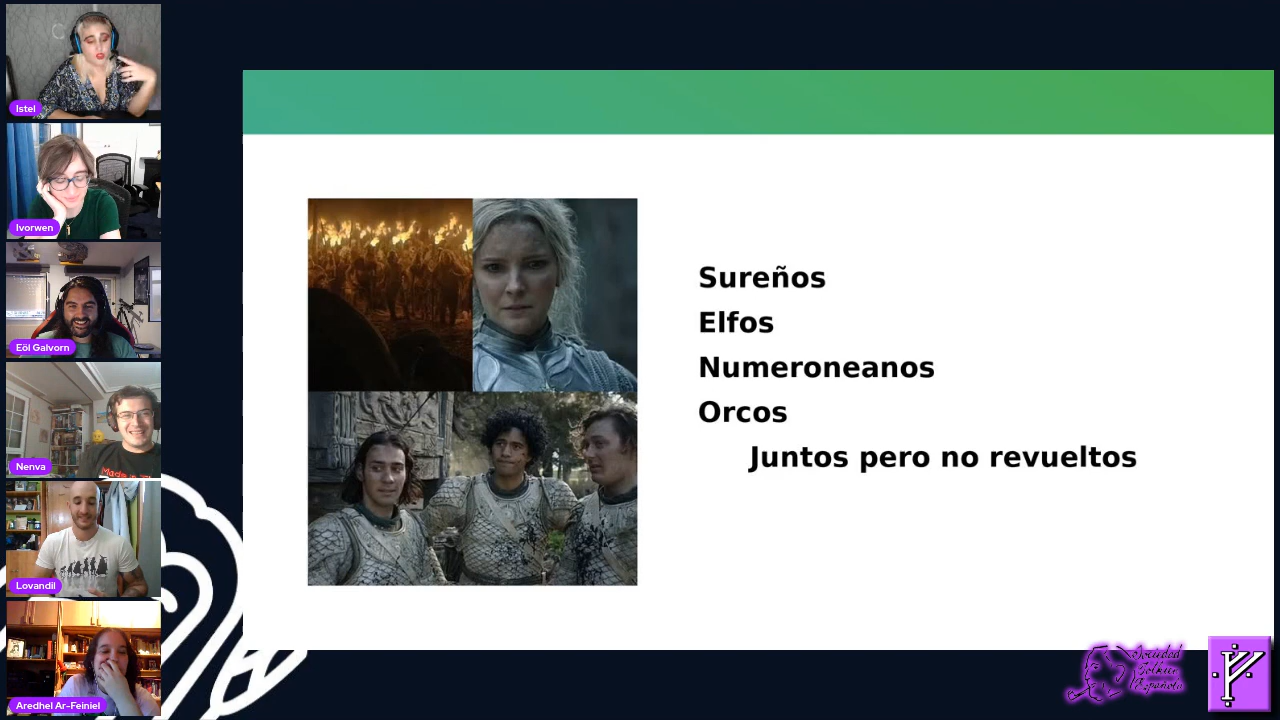 Istel
Ivorwen
Eöl Galvorn
Nenva
Lovandil
Aredhel Ar-Feiniel
Sureños
Elfos
Numeroneanos
Orcos
Juntos pero no revueltos
Sociedad
Tolkien
Española